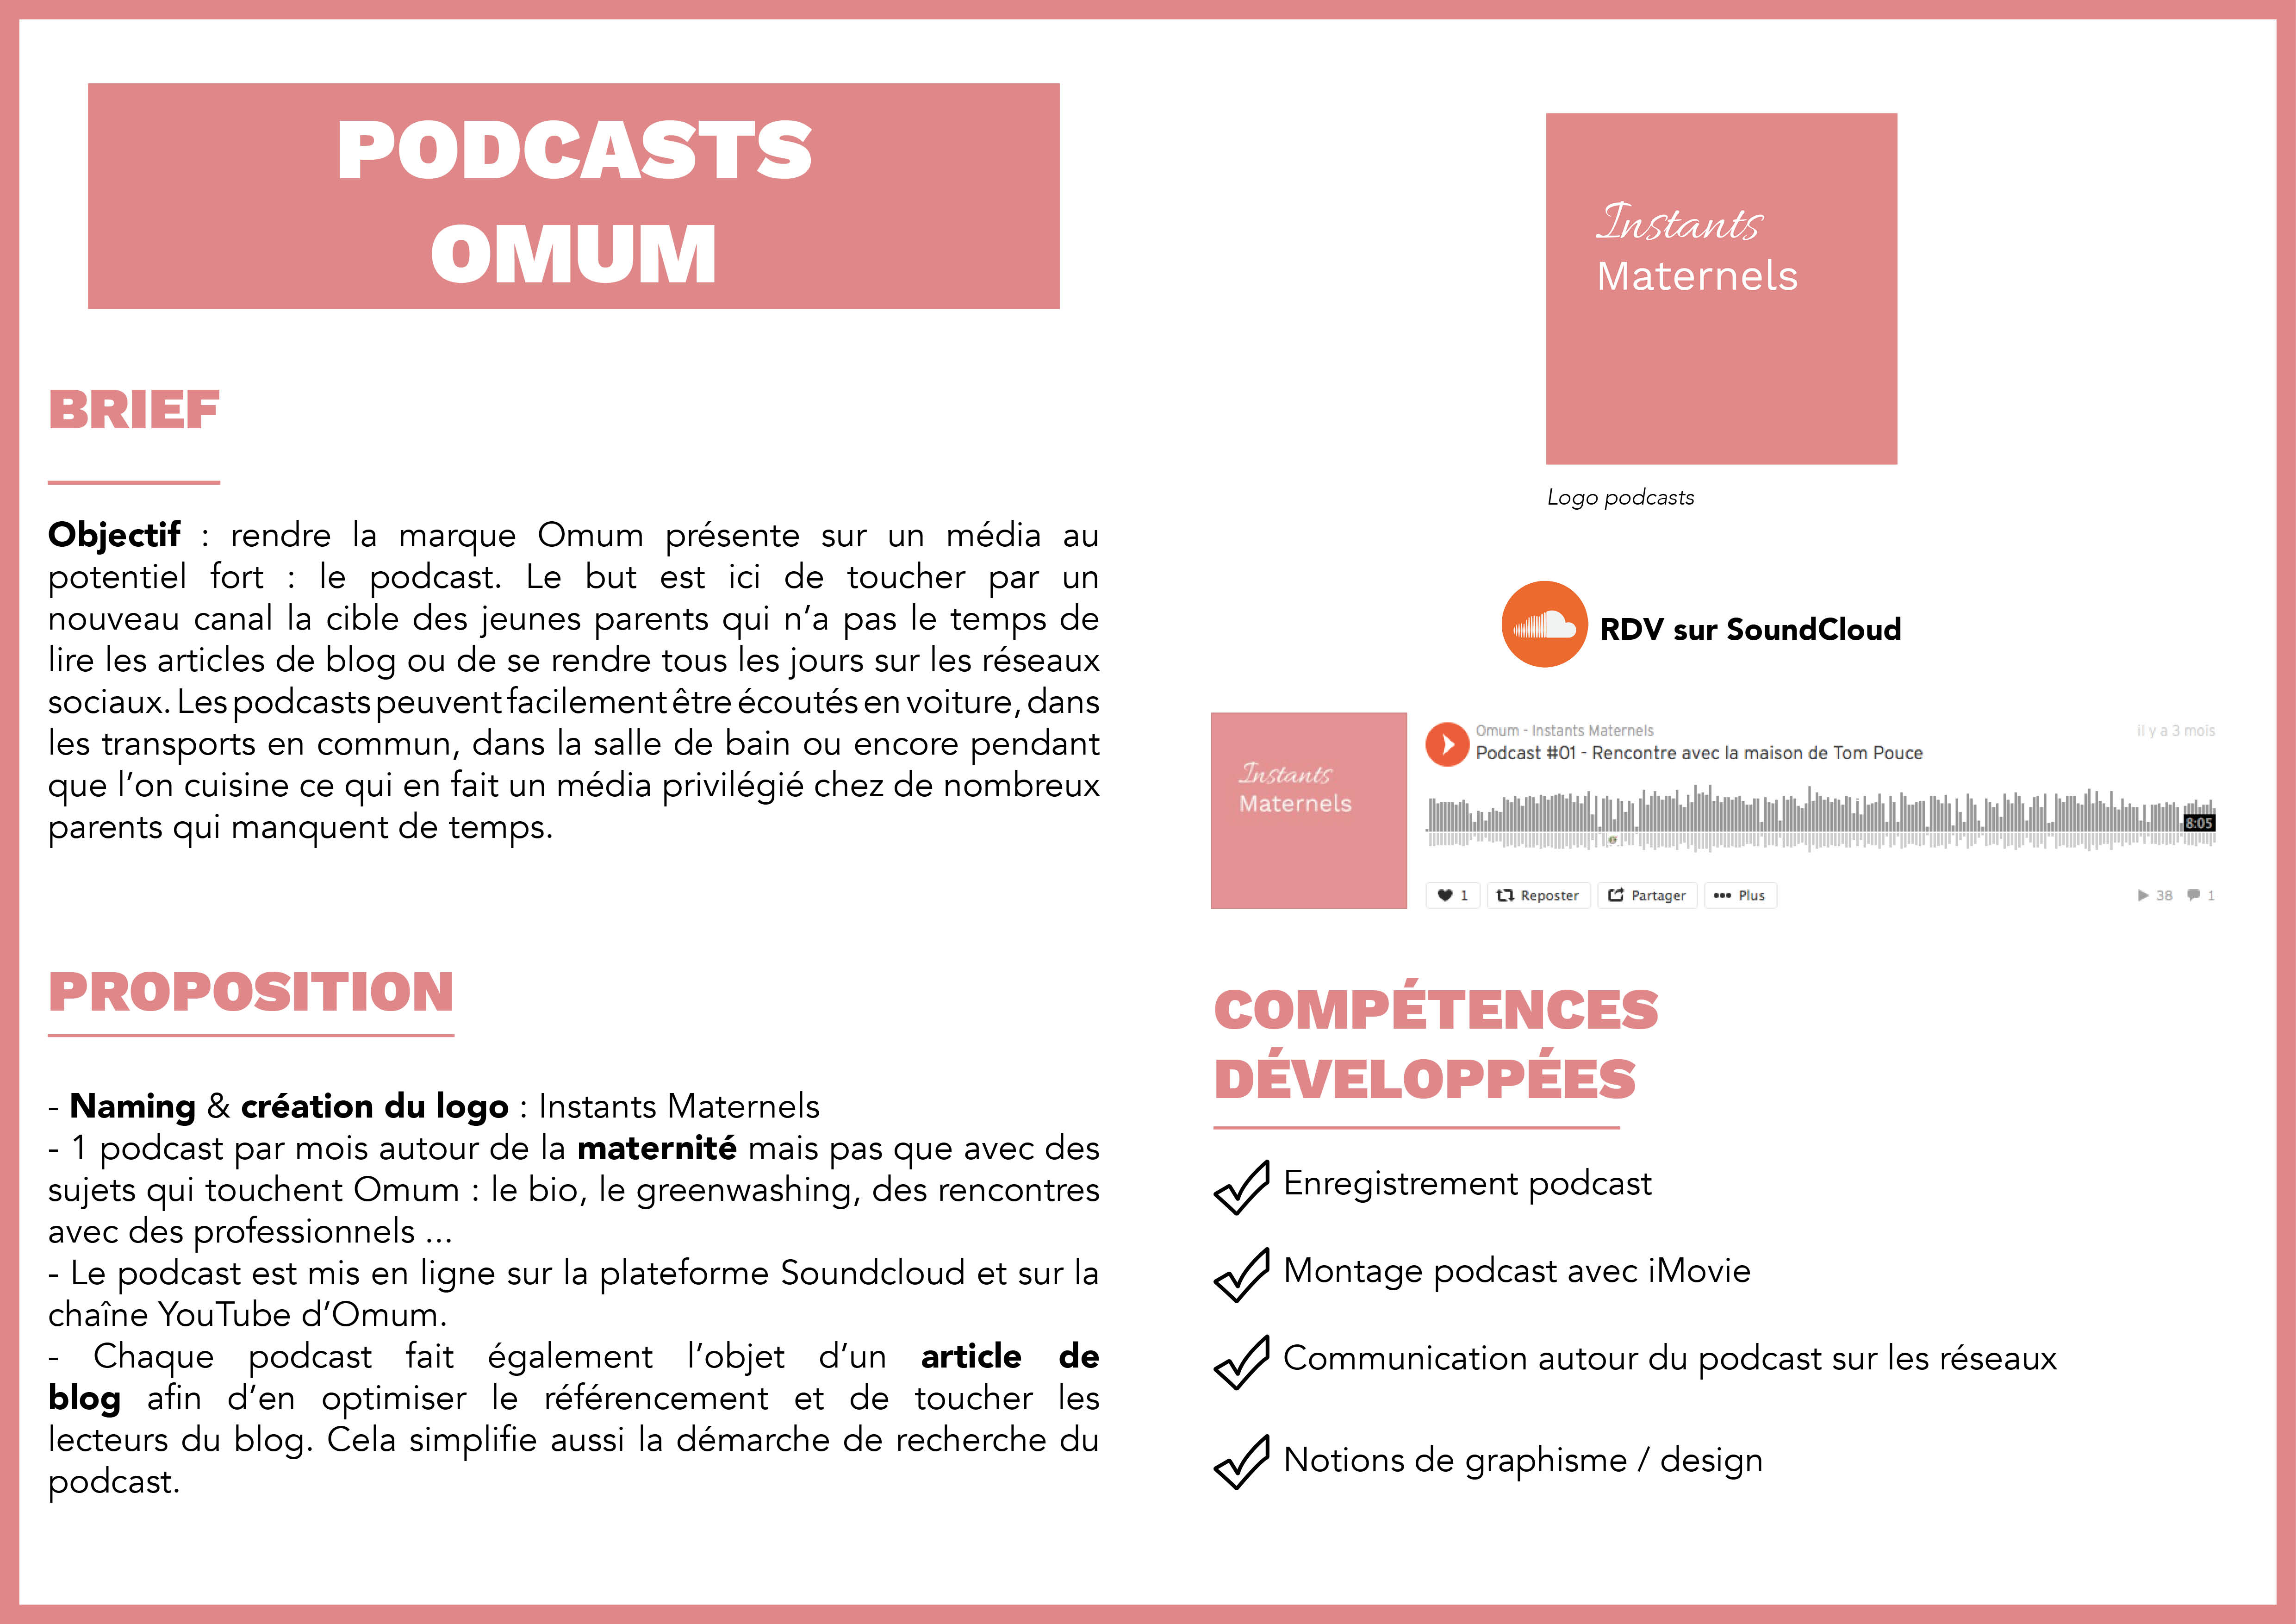 PODCASTS
OMUM
BRIEF
Objectif : rendre la marque Omum présente sur un média au
potentiel fort : le podcast. Le but est ici de toucher par un
nouveau canal la cible des jeunes parents qui n’a pas le temps de
lire les articles de blog ou de se rendre tous les jours sur les réseaux
sociaux. Les podcasts peuvent facilement être écoutés en voiture, dans
les transports en commun, dans la salle de bain ou encore pendant
que l’on cuisine ce qui en fait un média privilégié chez de nombreux
parents qui manquent de temps.
PROPOSITION
- Naming & création du logo : Instants Maternels
- 1 podcast par mois autour de la maternité mais pas que avec des
sujets qui touchent Omum : le bio, le greenwashing, des rencontres
avec des professionnels ...
- Le podcast est mis en ligne sur la plateforme Soundcloud et sur la
chaîne YouTube d’Omum.
- Chaque podcast fait également l’objet d’un article de
blog afin d’en optimiser le référencement et de toucher les
lecteurs du blog. Cela simplifie aussi la démarche de recherche du
podcast.
Instants
Maternels
Logo podcasts
RDV sur SoundCloud
Instants
Maternels
Omum - Instants Maternels
il y a 3 mois
Podcast #01 - Rencontre avec la maison de Tom Pouce
8:05
1 Reposter Partager Plus
38 1
COMPÉTENCES
DÉVELOPPÉES
Enregistrement podcast
Montage podcast avec iMovie
Communication autour du podcast sur les réseaux
Notions de graphisme / design